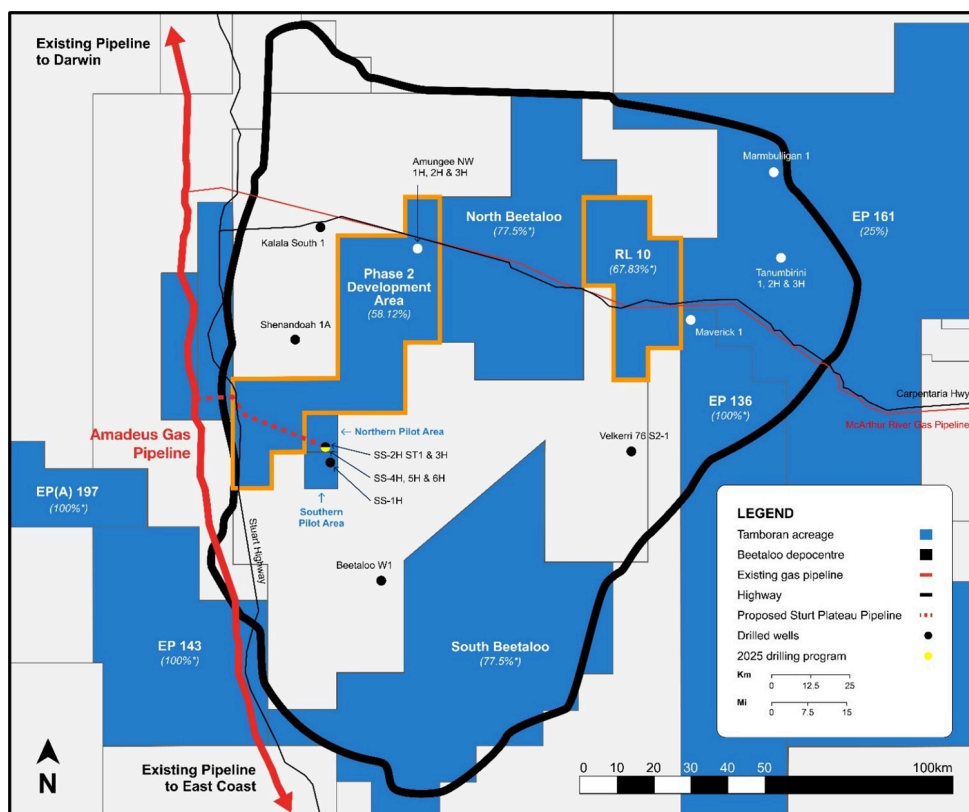 Existing Pipeline
to Darwin
Amungee NW
1H, 2H & 3H
Marmbulligan 1
Kalala South 1
North Beetaloo
(77.5%*)
RL 10
(67.83%*)
EP 161
(25%)
Phase 2
Development
Area
(58.12%)
Tanumbirini
1, 2H & 3H
Shenandoah 1A
Maverick 1
EP 136
(100%*)
Carpentaria Hwy
McArthur River Gas Pipeline
Amadeus Gas
Pipeline
Northern Pilot Area
SS-2H ST1 & 3H
SS-4H, 5H & 6H
SS-1H
Southern
Pilot Area
Velkerri 76 S2-1
EP(A) 197
(100%*)
Stuart Highway
Beetaloo W1
EP 143
(100%*)
South Beetaloo
(77.5%*)
LEGEND
Tamboran acreage
Beetaloo depocentre
Existing gas pipeline
Highway
Proposed Sturt Plateau Pipeline
Drilled wells
2025 drilling program
Km
0 12.5 25
Mi
0 7.5 15
N
Existing Pipeline
to East Coast
0 10 20 30 40 50 100km